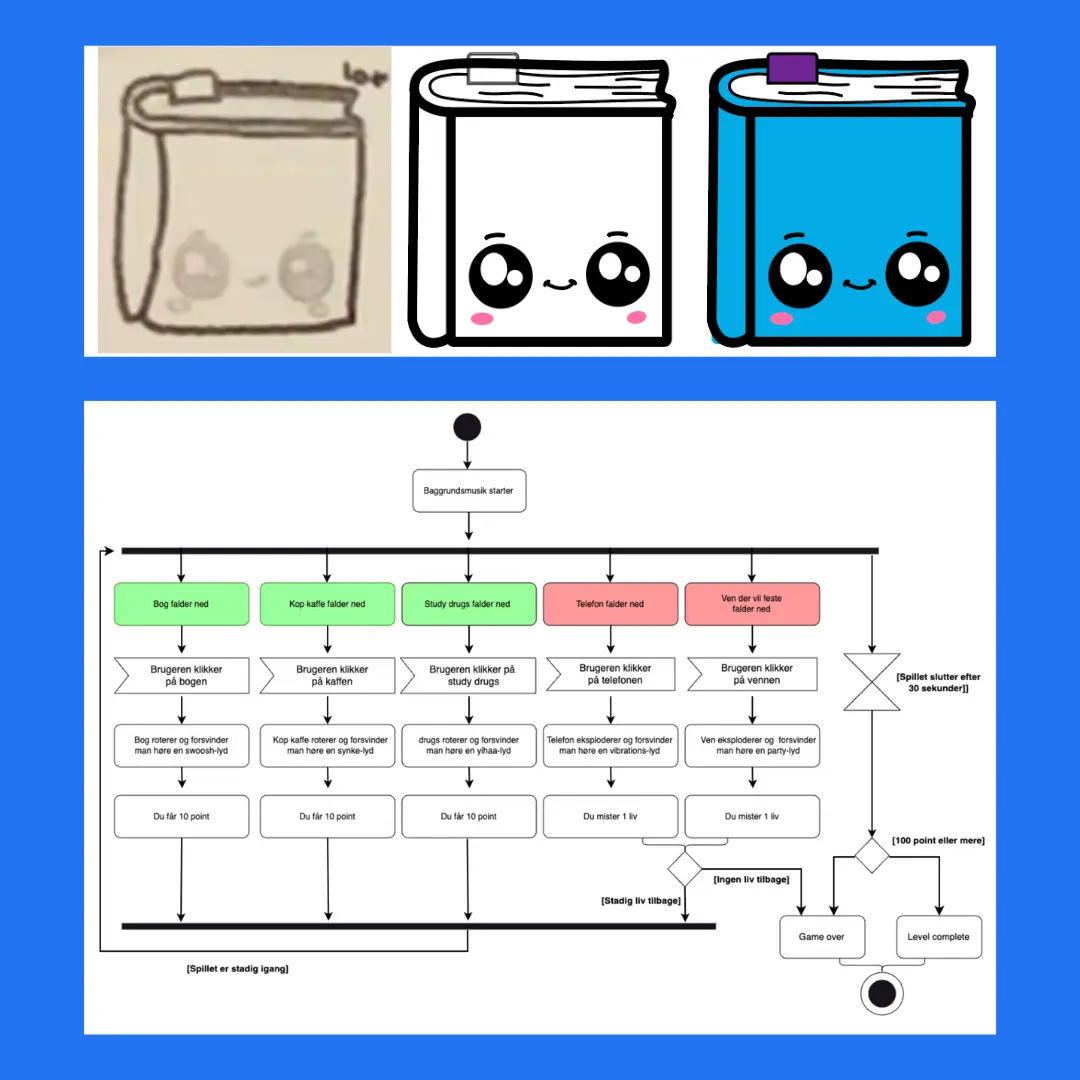 Baggrundsmusik starter
Bog falder ned
Kop kaffe falder ned
Study drugs falder ned
Telefon falder ned
Ven der vil feste
falder ned
Brugeren klikker
på bogen
Brugeren klikker
på kaffen
Brugeren klikker på
study drugs
Brugeren klikker
på telefonen
Brugeren klikker
på vennen
[Spillet slutter efter
30 sekunder]]
Bog roterer og forsvinder
man høre en swoosh-lyd
Kop kaffe roterer og forsvinder
man høre en synke-lyd
drugs roterer og forsvinder
man høre en yihaa-lyd
Telefon eksploderer og forsvinder
man høre en vibrations-lyd
Ven eksploderer og forsvinder
man høre en party-lyd
Du får 10 point
Du får 10 point
Du får 10 point
Du mister 1 liv
Du mister 1 liv
[100 point eller mere]
[Ingen liv tilbage]
[Stadig liv tilbage]
Game over
Level complete
[Spillet er stadig igang]